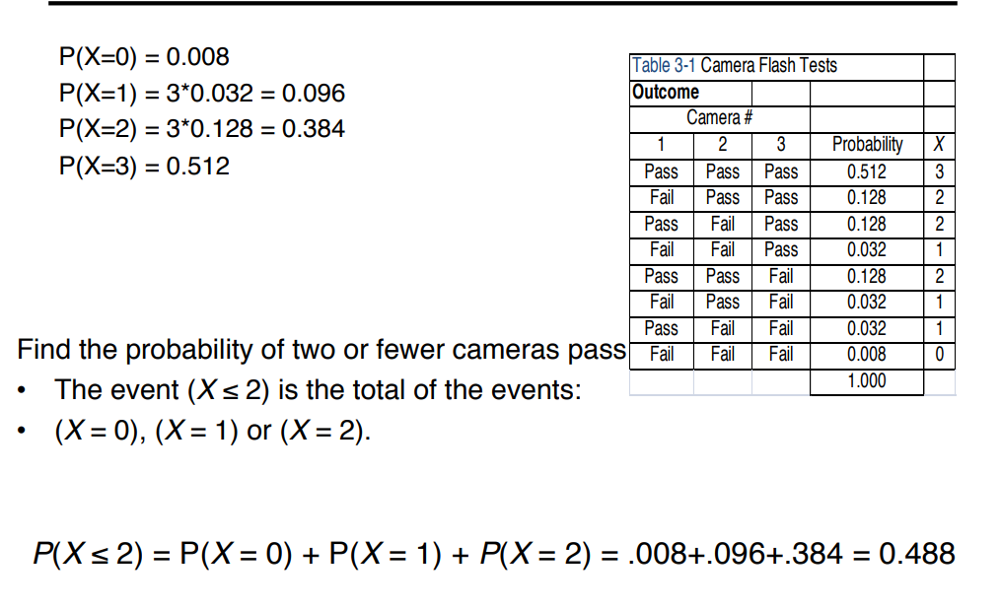 P(X=0) = 0.008
P(X=1) = 3*0.032 = 0.096
P(X=2) = 3*0.128 = 0.384
P(X=3) = 0.512
Table 3-1 Camera Flash Tests
Outcome
Camera #
1 2 3 Probability X
Pass Pass Pass 0.512 3
Fail Pass Pass 0.128 2
Pass Fail Pass 0.128 2
Fail Fail Pass 0.032 1
Pass Pass Fail 0.128 2
Fail Pass Fail 0.032 1
Pass Fail Fail 0.032 1
Fail Fail Fail 0.008 0
1.000
Find the probability of two or fewer cameras pass
• The event (X ≤ 2) is the total of the events:
• (X = 0), (X = 1) or (X = 2).
P(X ≤ 2) = P(X = 0) + P(X = 1) + P(X = 2) = .008+.096+.384 = 0.488